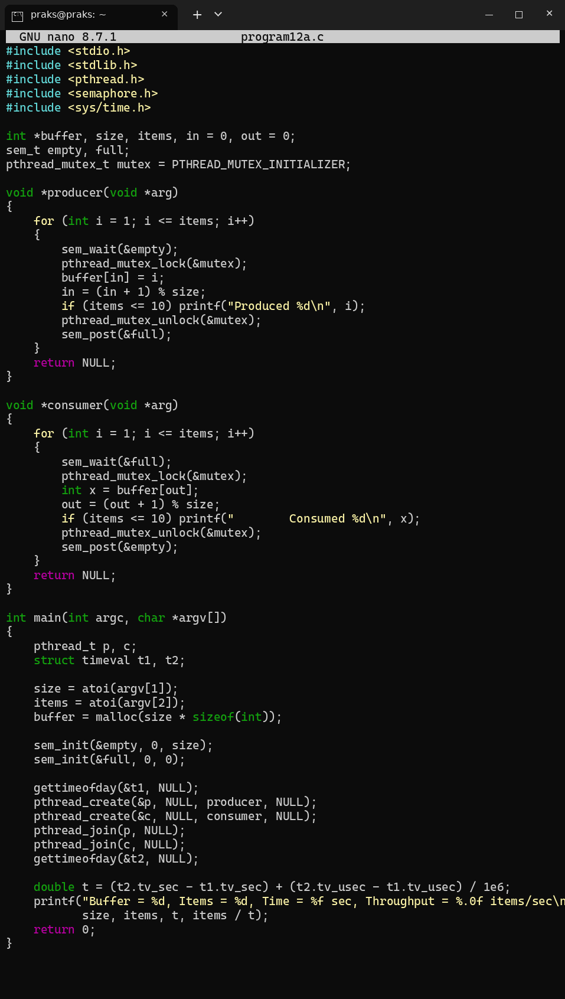 praks@praks: ~
GNU nano 8.7.1 program12a.c
#include <stdio.h>
#include <stdlib.h>
#include <pthread.h>
#include <semaphore.h>
#include <sys/time.h>

int *buffer, size, items, in = 0, out = 0;
sem_t empty, full;
pthread_mutex_t mutex = PTHREAD_MUTEX_INITIALIZER;

void *producer(void *arg)
{
    for (int i = 1; i <= items; i++)
    {
        sem_wait(&empty);
        pthread_mutex_lock(&mutex);
        buffer[in] = i;
        in = (in + 1) % size;
        if (items <= 10) printf("Produced %d\n", i);
        pthread_mutex_unlock(&mutex);
        sem_post(&full);
    }
    return NULL;
}

void *consumer(void *arg)
{
    for (int i = 1; i <= items; i++)
    {
        sem_wait(&full);
        pthread_mutex_lock(&mutex);
        int x = buffer[out];
        out = (out + 1) % size;
        if (items <= 10) printf("        Consumed %d\n", x);
        pthread_mutex_unlock(&mutex);
        sem_post(&empty);
    }
    return NULL;
}

int main(int argc, char *argv[])
{
    pthread_t p, c;
    struct timeval t1, t2;

    size = atoi(argv[1]);
    items = atoi(argv[2]);
    buffer = malloc(size * sizeof(int));

    sem_init(&empty, 0, size);
    sem_init(&full, 0, 0);

    gettimeofday(&t1, NULL);
    pthread_create(&p, NULL, producer, NULL);
    pthread_create(&c, NULL, consumer, NULL);
    pthread_join(p, NULL);
    pthread_join(c, NULL);
    gettimeofday(&t2, NULL);

    double t = (t2.tv_sec - t1.tv_sec) + (t2.tv_usec - t1.tv_usec) / 1e6;
    printf("Buffer = %d, Items = %d, Time = %f sec, Throughput = %.0f items/sec\n
           size, items, t, items / t);
    return 0;
}